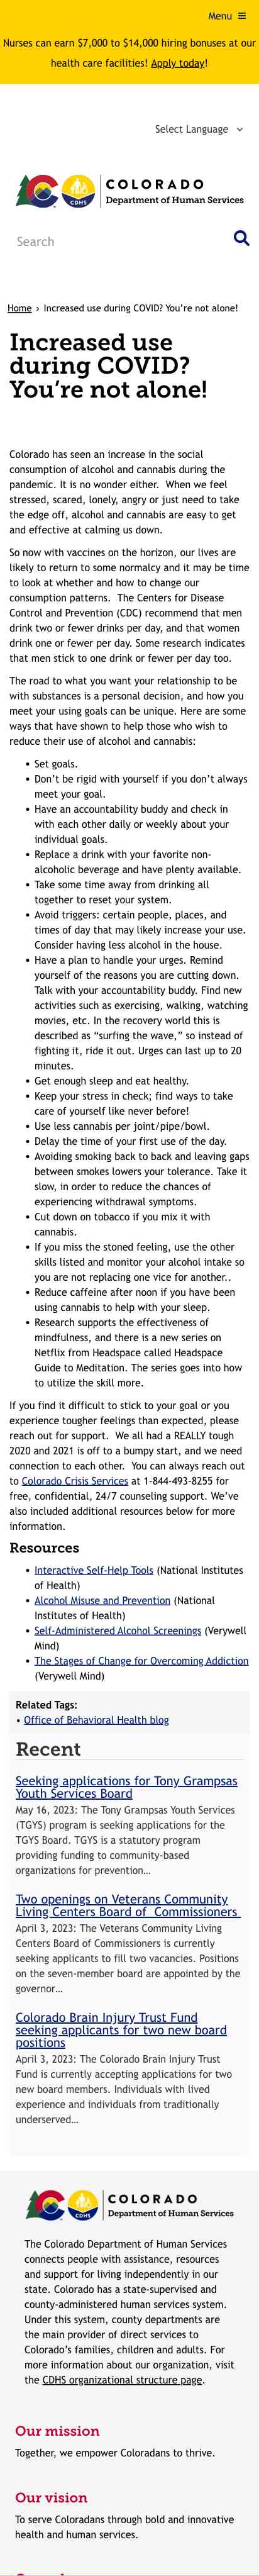 Menu ≡
Nurses can earn $7,000 to $14,000 hiring bonuses at our
health care facilities! Apply today!
Select Language
CDHS
COLORADO
Department of Human Services
Search
Home › Increased use during COVID? You’re not alone!
Increased use
during COVID?
You’re not alone!
Colorado has seen an increase in the social
consumption of alcohol and cannabis during the
pandemic. It is no wonder either.  When we feel
stressed, scared, lonely, angry or just need to take
the edge off, alcohol and cannabis are easy to get
and effective at calming us down.
So now with vaccines on the horizon, our lives are
likely to return to some normalcy and it may be time
to look at whether and how to change our
consumption patterns.  The Centers for Disease
Control and Prevention (CDC) recommend that men
drink two or fewer drinks per day, and that women
drink one or fewer per day. Some research indicates
that men stick to one drink or fewer per day too.
The road to what you want your relationship to be
with substances is a personal decision, and how you
meet your using goals can be unique. Here are some
ways that have shown to help those who wish to
reduce their use of alcohol and cannabis:
• Set goals.
• Don’t be rigid with yourself if you don’t always
meet your goal.
• Have an accountability buddy and check in
with each other daily or weekly about your
individual goals.
• Replace a drink with your favorite non-
alcoholic beverage and have plenty available.
• Take some time away from drinking all
together to reset your system.
• Avoid triggers: certain people, places, and
times of day that may likely increase your use.
Consider having less alcohol in the house.
• Have a plan to handle your urges. Remind
yourself of the reasons you are cutting down.
Talk with your accountability buddy. Find new
activities such as exercising, walking, watching
movies, etc. In the recovery world this is
described as “surfing the wave,” so instead of
fighting it, ride it out. Urges can last up to 20
minutes.
• Get enough sleep and eat healthy.
• Keep your stress in check; find ways to take
care of yourself like never before!
• Use less cannabis per joint/pipe/bowl.
• Delay the time of your first use of the day.
• Avoiding smoking back to back and leaving gaps
between smokes lowers your tolerance. Take it
slow, in order to reduce the chances of
experiencing withdrawal symptoms.
• Cut down on tobacco if you mix it with
cannabis.
• If you miss the stoned feeling, use the other
skills listed and monitor your alcohol intake so
you are not replacing one vice for another..
• Reduce caffeine after noon if you have been
using cannabis to help with your sleep.
• Research supports the effectiveness of
mindfulness, and there is a new series on
Netflix from Headspace called Headspace
Guide to Meditation. The series goes into how
to utilize the skill more.
If you find it difficult to stick to your goal or you
experience tougher feelings than expected, please
reach out for support.  We all had a REALLY tough
2020 and 2021 is off to a bumpy start, and we need
connection to each other.  You can always reach out
to Colorado Crisis Services at 1-844-493-8255 for
free, confidential, 24/7 counseling support. We’ve
also included additional resources below for more
information.
Resources
• Interactive Self-Help Tools (National Institutes
of Health)
• Alcohol Misuse and Prevention (National
Institutes of Health)
• Self-Administered Alcohol Screenings (Verywell
Mind)
• The Stages of Change for Overcoming Addiction
(Verywell Mind)
Related Tags:
• Office of Behavioral Health blog
Recent
Seeking applications for Tony Grampsas
Youth Services Board
May 16, 2023: The Tony Grampsas Youth Services
(TGYS) program is seeking applications for the
TGYS Board. TGYS is a statutory program
providing funding to community-based
organizations for prevention…
Two openings on Veterans Community
Living Centers Board of  Commissioners
April 3, 2023: The Veterans Community Living
Centers Board of Commissioners is currently
seeking applicants to fill two vacancies. Positions
on the seven-member board are appointed by the
governor…
Colorado Brain Injury Trust Fund
seeking applicants for two new board
positions
April 3, 2023: The Colorado Brain Injury Trust
Fund is currently accepting applications for two
new board members. Individuals with lived
experience and individuals from traditionally
underserved…
CDHS
COLORADO
Department of Human Services
The Colorado Department of Human Services
connects people with assistance, resources
and support for living independently in our
state. Colorado has a state-supervised and
county-administered human services system.
Under this system, county departments are
the main provider of direct services to
Colorado’s families, children and adults. For
more information about our organization, visit
the CDHS organizational structure page.
Our mission
Together, we empower Coloradans to thrive.
Our vision
To serve Coloradans through bold and innovative
health and human services.